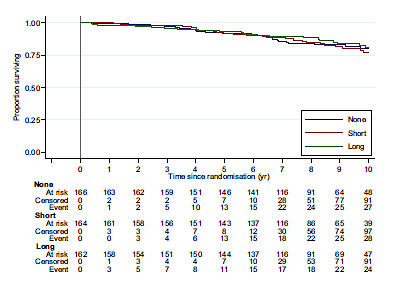 1.00
0.75
0.50
0.25
0.00
Proportion surviving
None
Short
Long
0 1 2 3 4 5 6 7 8 9 10
Time since randomisation (yr)
None
At risk 166 163 162 159 151 146 141 116 91 64 48
Censored 0 2 2 2 5 7 10 28 51 77 91
Event 0 1 2 5 10 13 15 22 24 25 27
Short
At risk 164 161 158 156 151 143 137 116 86 65 39
Censored 0 3 3 4 7 8 12 30 56 74 97
Event 0 0 3 4 6 13 15 18 22 25 28
Long
At risk 162 158 154 151 150 144 137 116 91 69 47
Censored 0 1 3 4 4 7 10 29 53 71 91
Event 0 3 5 7 8 11 15 17 18 22 24